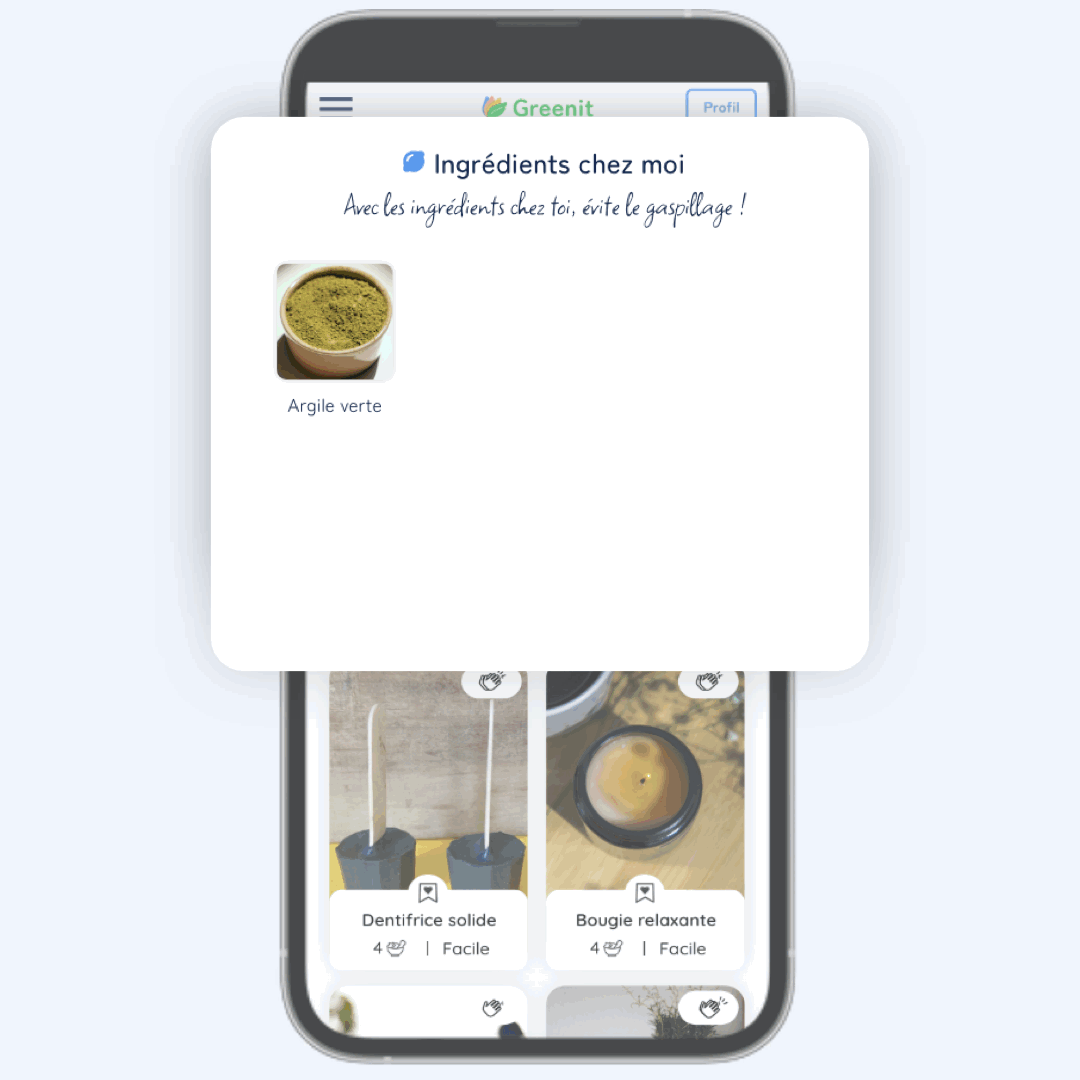 Greenit
Profil
Ingrédients chez moi
Avec les ingrédients chez toi, évite le gaspillage !
Argile verte
Dentifrice solide
Bougie relaxante
4 | Facile
4 | Facile